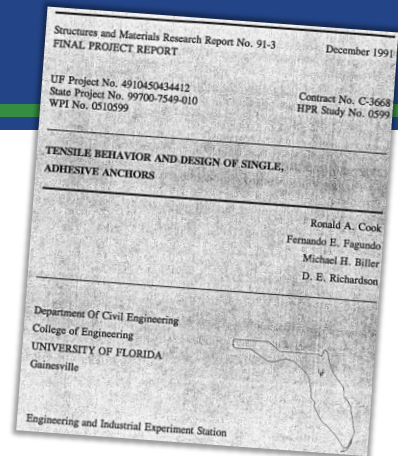 Structures and Materials Research Report No. 91-3 December 1991
FINAL PROJECT REPORT
UF Project No. 4910450434412
State Project No. 99700-7549-010 Contract No. C-3668
WPI No. 0510599 HPR Study No. 0599
TENSILE BEHAVIOR AND DESIGN OF SINGLE,
ADHESIVE ANCHORS
Ronald A. Cook
Fernando E. Fagundo
Michael H. Biller
D. E. Richardson
Department Of Civil Engineering
College of Engineering
UNIVERSITY OF FLORIDA
Gainesville
Engineering and Industrial Experiment Station